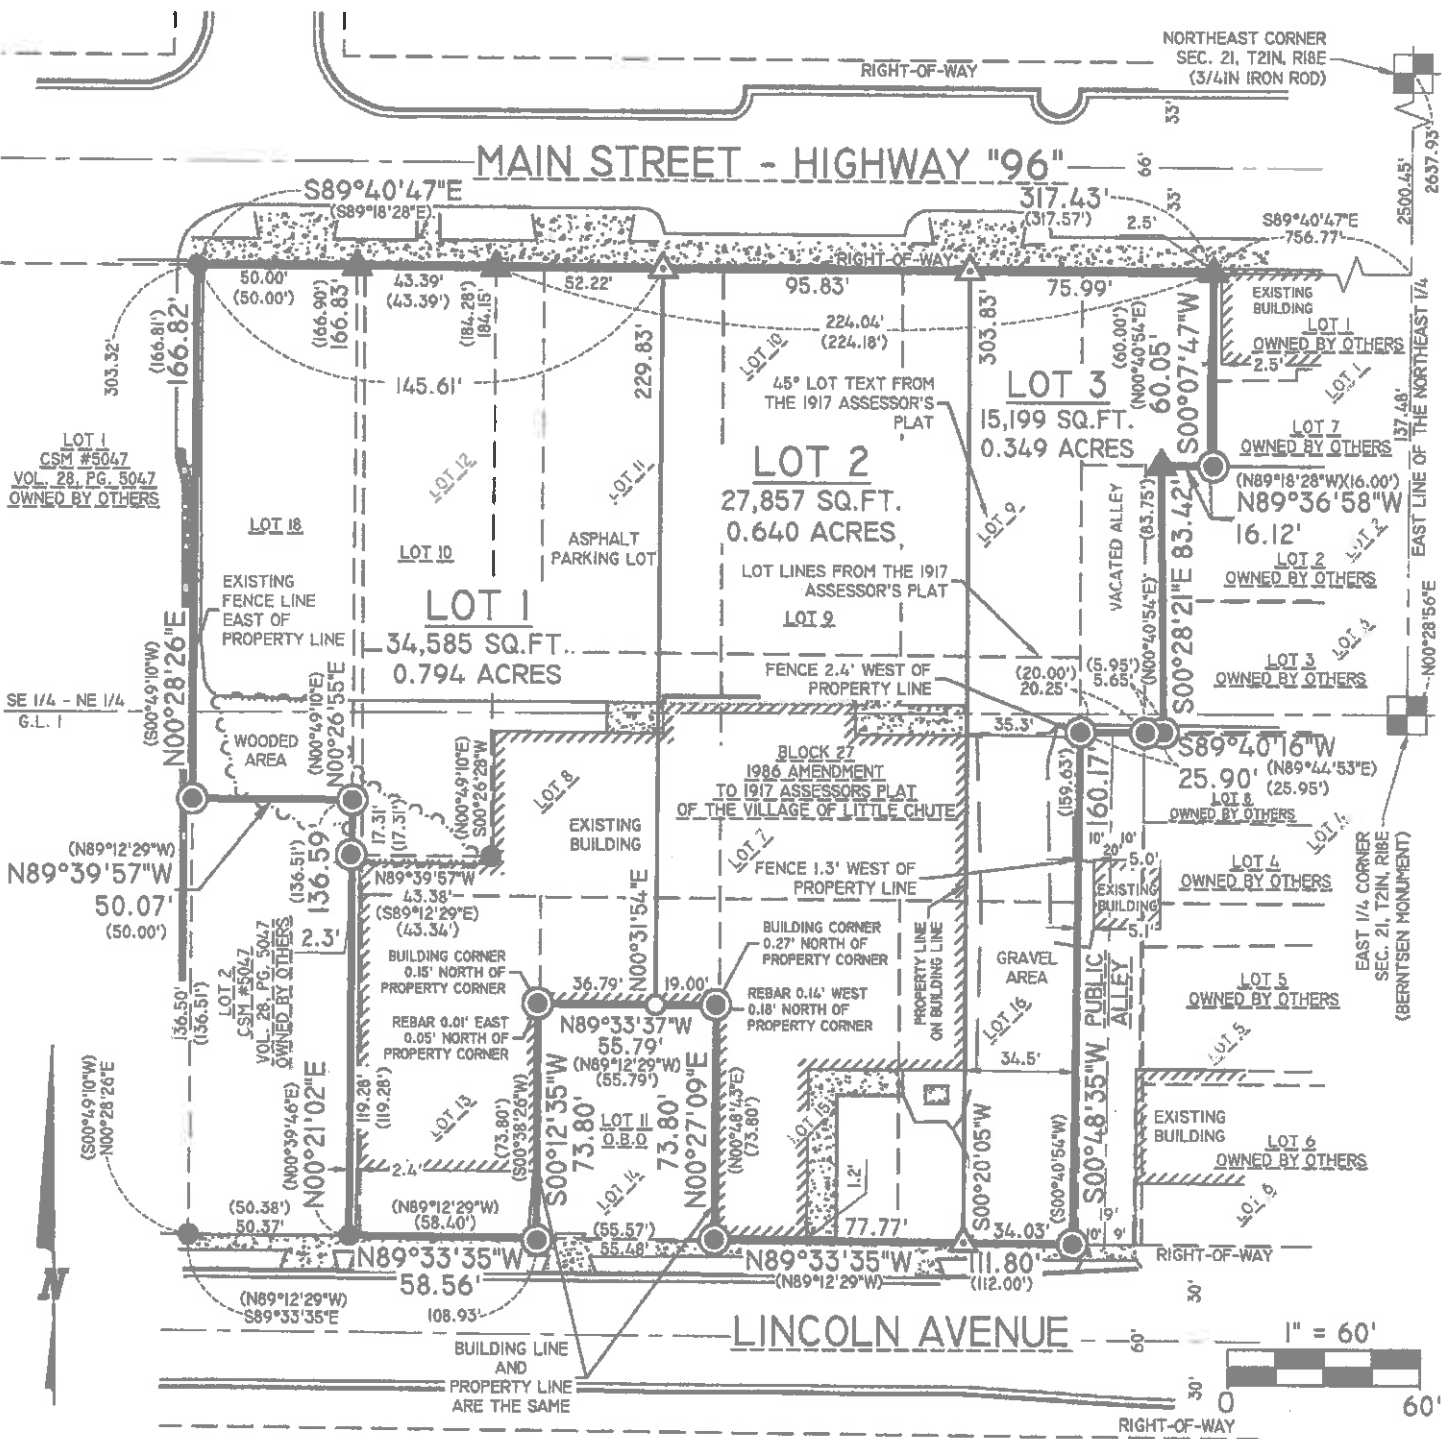 NORTHEAST CORNER
SEC. 21, T21N, R18E
(3/4IN IRON ROD)
RIGHT-OF-WAY
33'
MAIN STREET - HIGHWAY "96"
66'
33'
2500.45'
2637.93'
S89°40'47"E
(S89°18'28"E)
317.43'
(317.57')
2.5'
S89°40'47"E
756.77'
RIGHT-OF-WAY
50.00'
(50.00')
43.39'
(43.39')
52.22'
95.83'
75.99'
EXISTING
BUILDING
LOT 1
OWNED BY OTHERS
2.5'
LOT 1
303.32'
(166.81')
166.82'
(166.90')
166.83'
(184.28')
184.15'
229.83'
224.04'
(224.18')
LOT 10
303.83'
(60.00')
(N00°40'54"E)
60.05'
S00°07'47"W
145.61'
45° LOT TEXT FROM
THE 1917 ASSESSOR'S
PLAT
LOT 3
15,199 SQ.FT.
0.349 ACRES
LOT 7
OWNED BY OTHERS
137.48'
EAST LINE OF THE NORTHEAST 1/4
LOT 1
CSM #5047
VOL. 28, PG. 5047
OWNED BY OTHERS
LOT 12
LOT 11
LOT 2
27,857 SQ.FT.
0.640 ACRES
LOT 9
VACATED ALLEY
(83.75')
(N00°40'54"E)
S00°28'21"E 83.42'
(N89°18'28"W)(16.00')
N89°36'58"W
16.12'
LOT 2
LOT 2
OWNED BY OTHERS
LOT 18
LOT 10
ASPHALT
PARKING LOT
LOT LINES FROM THE 1917
ASSESSOR'S PLAT
LOT 9
EXISTING
FENCE LINE
EAST OF
PROPERTY LINE
LOT 1
34,585 SQ.FT.
0.794 ACRES
FENCE 2.4' WEST OF
PROPERTY LINE
(20.00')
20.25'
(5.95')
5.65'
LOT 3
OWNED BY OTHERS
N00°28'56"E
SE 1/4 - NE 1/4
G.L. 1
(S00°49'10"W)
N00°28'26"E
WOODED
AREA
(N00°49'10"E)
N00°26'55"E
(N00°49'10"E)
S00°26'28"W
35.3'
S89°40'16"W
25.90'
(N89°44'53"E)
(25.95')
LOT 8
OWNED BY OTHERS
LOT 4
LOT 8
BLOCK 27
1986 AMENDMENT
TO 1917 ASSESSORS PLAT
OF THE VILLAGE OF LITTLE CHUTE
EXISTING
BUILDING
LOT 7
(159.63')
160.17'
(N89°12'29"W)
N89°39'57"W
50.07'
(50.00')
(136.51')
136.59'
17.31'
(17.31')
N89°39'57"W
43.38'
(S89°12'29"E)
(43.34')
FENCE 1.3' WEST OF
PROPERTY LINE
10'
10'
20'
5.0'
EXISTING
BUILDING
5.1'
LOT 4
OWNED BY OTHERS
EAST 1/4 CORNER
SEC. 21, T21N, R18E
(BERNTSEN MONUMENT)
2.3'
LOT 2
CSM #5047
VOL. 28, PG. 5047
OWNED BY OTHERS
136.50'
(136.51')
BUILDING CORNER
0.15' NORTH OF
PROPERTY CORNER
REBAR 0.01' EAST
0.05' NORTH OF
PROPERTY CORNER
N00°31'54"E
36.79'
19.00'
BUILDING CORNER
0.27' NORTH OF
PROPERTY CORNER
REBAR 0.14' WEST
0.18' NORTH OF
PROPERTY CORNER
PROPERTY LINE
ON BUILDING LINE
GRAVEL
AREA
LOT 16
34.5'
PUBLIC
ALLEY
LOT 5
OWNED BY OTHERS
LOT 5
N89°33'37"W
55.79'
(N89°12'29"W)
(55.79')
(S00°49'10"W)
N00°28'26"E
(N00°39'46"E)
N00°21'02"E
119.28'
(119.28')
LOT 13
(73.80')
(S00°38'26"W)
S00°12'35"W
73.80'
LOT 11
O.B.O
LOT 14
73.80'
N00°27'09"E
(N00°48'43"E)
(73.80')
LOT 15
1.2'
S00°20'05"W
(S60°40'54"W)
S00°48'35"W
EXISTING
BUILDING
LOT 6
OWNED BY OTHERS
LOT 6
2.4'
(50.38')
50.37'
(N89°12'29"W)
(58.40')
N89°33'35"W
58.56'
(55.57')
55.48'
77.77'
N89°33'35"W
(N89°12'29"W)
34.03'
111.80'
(112.00')
9'
10'
9'
RIGHT-OF-WAY
N
(N89°12'29"W)
S89°33'35"E
108.93'
30'
LINCOLN AVENUE
60'
BUILDING LINE
AND
PROPERTY LINE
ARE THE SAME
1" = 60'
0
60'
30'
RIGHT-OF-WAY